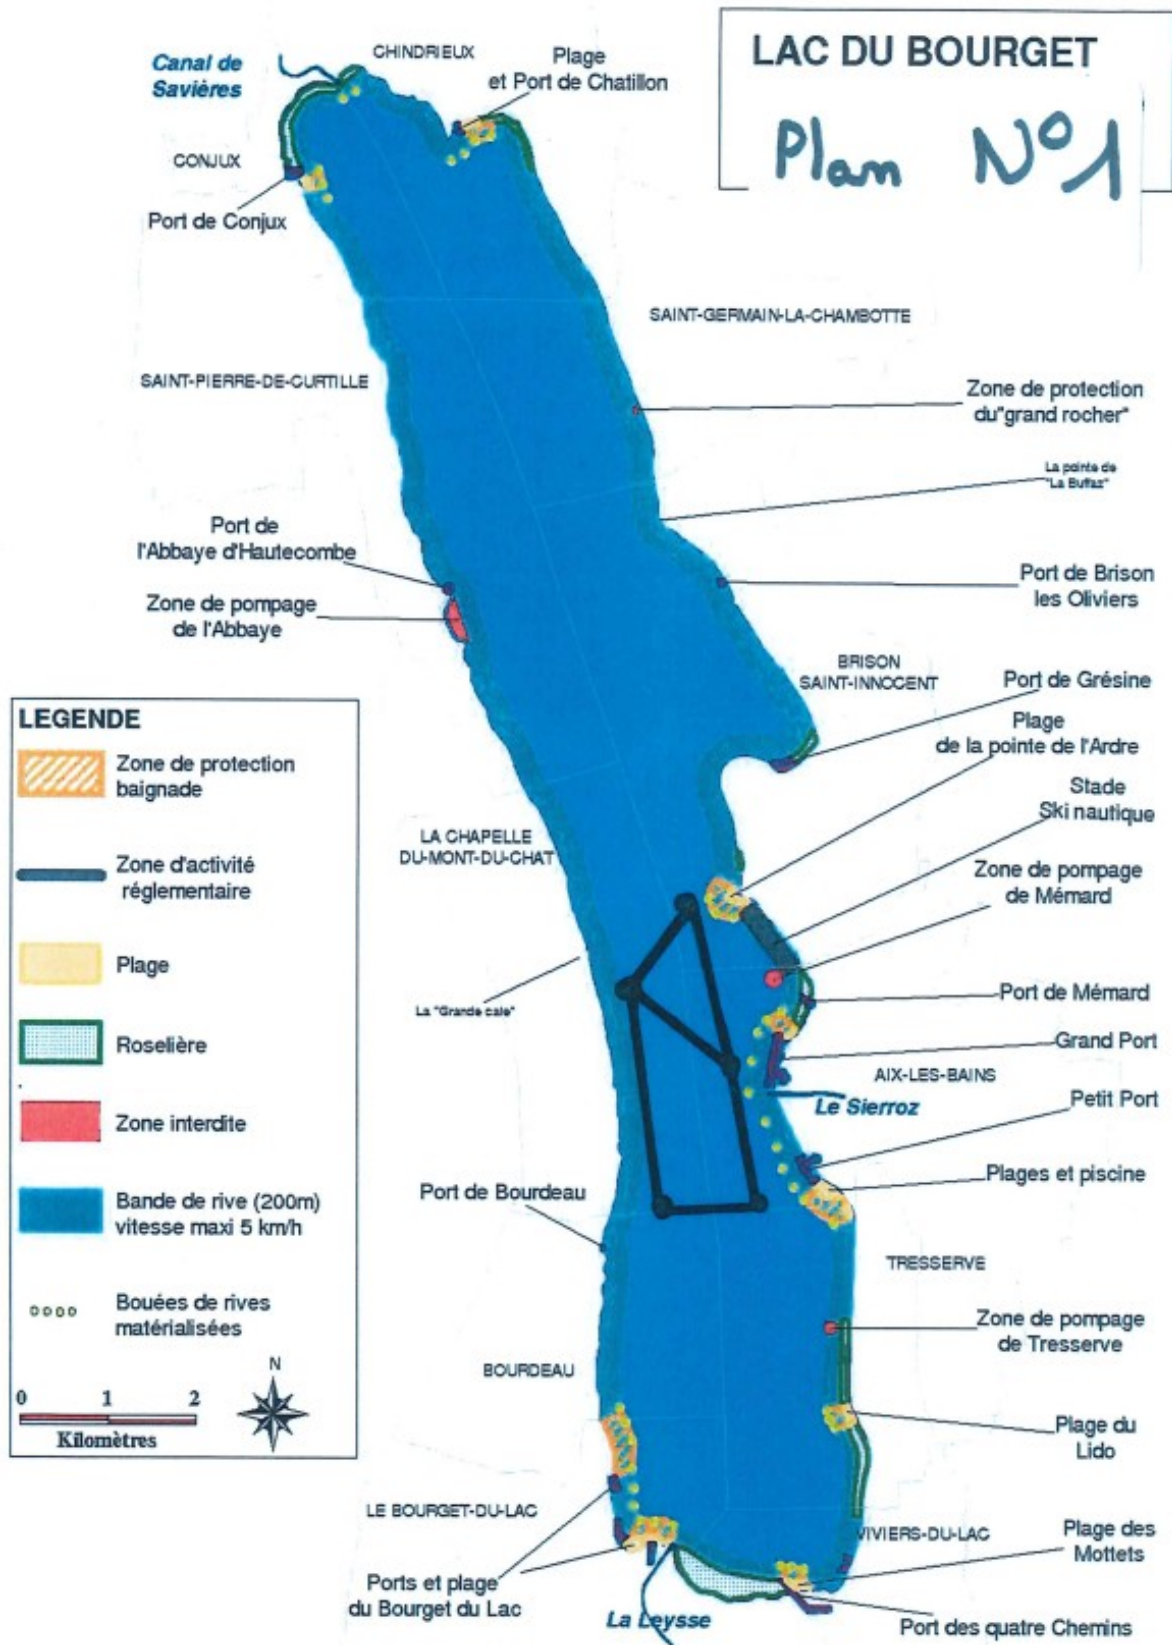 LAC DU BOURGET
Plan N°1
Canal de
Savières
CHINDRIEUX
Plage
et Port de Chatillon
CONJUX
Port de Conjux
SAINT-GERMAIN-LA-CHAMBOTTE
SAINT-PIERRE-DE-CURTILLE
Zone de protection
du"grand rocher"
La pointe de
"La Buffaz"
Port de
l'Abbaye d'Hautecombe
Zone de pompage
de l'Abbaye
Port de Brison
les Oliviers
BRISON
SAINT-INNOCENT
Port de Grésine
Plage
de la pointe de l'Ardre
Stade
Ski nautique
LA CHAPELLE
DU-MONT-DU-CHAT
Zone de pompage
de Mémard
La "Grande cale"
Port de Mémard
Grand Port
AIX-LES-BAINS
Le Sierroz
Petit Port
Plages et piscine
Port de Bourdeau
TRESSERVE
Zone de pompage
de Tresserve
BOURDEAU
Plage du
Lido
LE BOURGET-DU-LAC
VIVIERS-DU-LAC
Plage des
Mottets
Ports et plage
du Bourget du Lac
La Leysse
Port des quatre Chemins
LEGENDE
Zone de protection
baignade
Zone d'activité
réglementaire
Plage
Roselière
Zone interdite
Bande de rive (200m)
vitesse maxi 5 km/h
Bouées de rives
matérialisées
N
0 1 2
Kilomètres